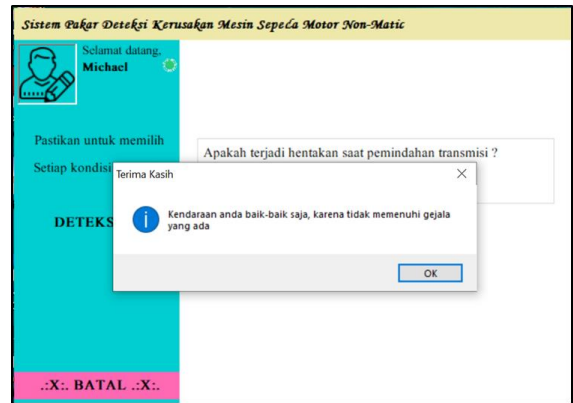 Sistem Pakar Deteksi Kerusakan Mesin Sepeda Motor Non-Matic
Selamat datang,
Michael
Pastikan untuk memilih
Setiap kondisi
DETEKS
Apakah terjadi hentakan saat pemindahan transmisi ?
Terima Kasih
Kendaraan anda baik-baik saja, karena tidak memenuhi gejala
yang ada
OK
.:X:. BATAL .:X:.